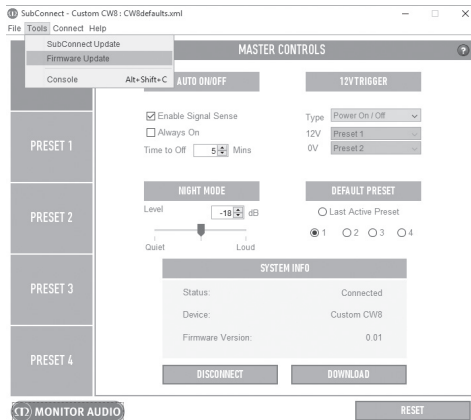 SubConnect - Custom CW8 : CW8defaults.xml
File Tools Connect Help
SubConnect Update
Firmware Update
Console Alt+Shift+C
MASTER CONTROLS
?
AUTO ON/OFF
Enable Signal Sense
Always On
Time to Off 5 Mins
12V TRIGGER
Type Power On / Off
12V Preset 1
0V Preset 2
PRESET 1
PRESET 2
PRESET 3
PRESET 4
NIGHT MODE
Level -18 dB
Quiet Loud
DEFAULT PRESET
Last Active Preset
1 2 3 4
SYSTEM INFO
Status: Connected
Device: Custom CW8
Firmware Version: 0.01
DISCONNECT DOWNLOAD
MONITOR AUDIO
RESET